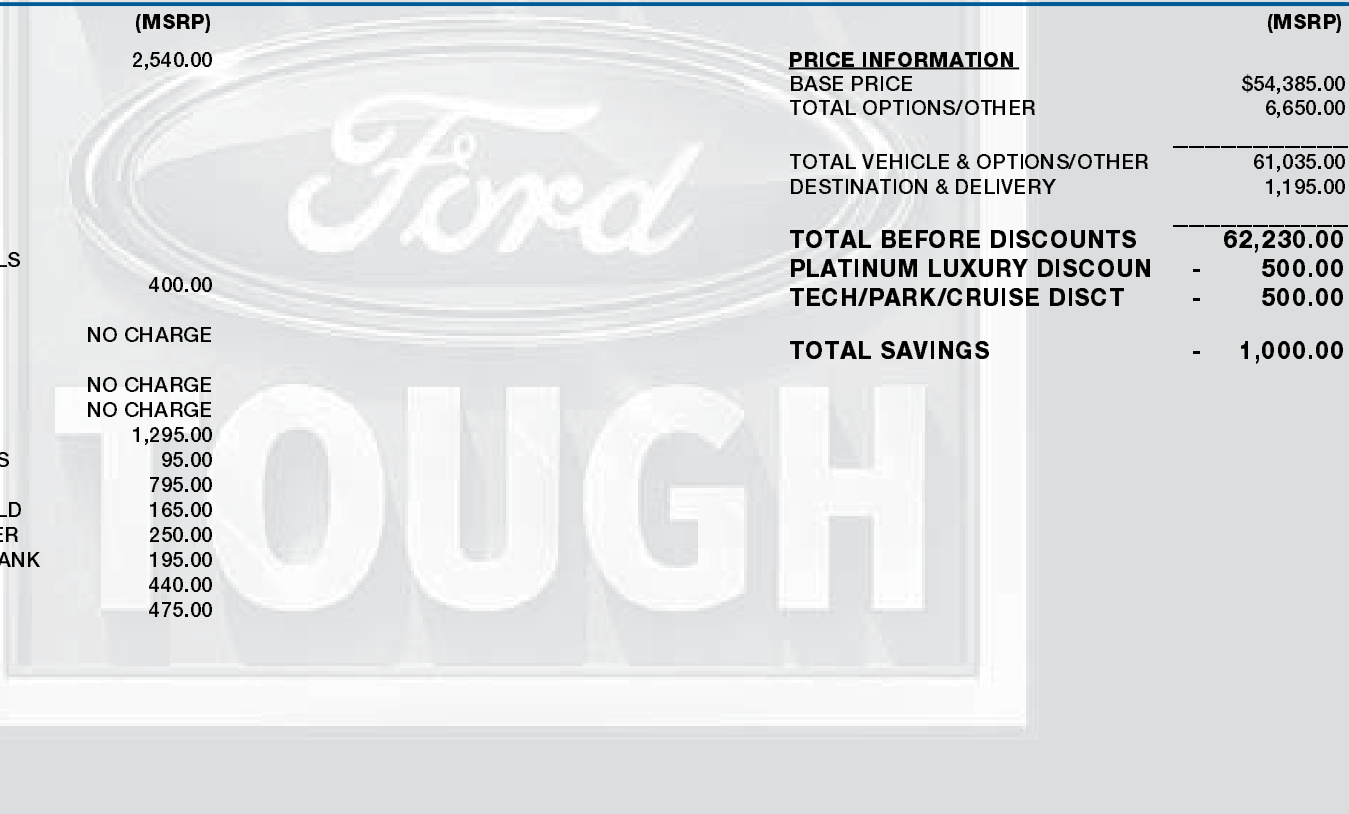 (MSRP)
2,540.00
LS
400.00
NO CHARGE
NO CHARGE
NO CHARGE
1,295.00
S 95.00
795.00
LD 165.00
ER 250.00
ANK 195.00
440.00
475.00
Ford
TOUGH
(MSRP)
PRICE INFORMATION
BASE PRICE $54,385.00
TOTAL OPTIONS/OTHER 6,650.00
TOTAL VEHICLE & OPTIONS/OTHER 61,035.00
DESTINATION & DELIVERY 1,195.00
TOTAL BEFORE DISCOUNTS 62,230.00
PLATINUM LUXURY DISCOUN - 500.00
TECH/PARK/CRUISE DISCT - 500.00
TOTAL SAVINGS - 1,000.00